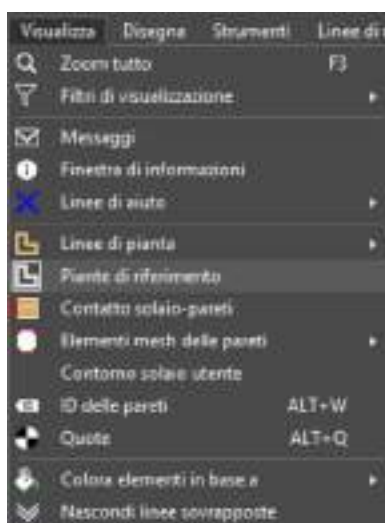 Visualizza Disegna Strumenti Linee di
Zoom tutto F3
Filtri di visualizzazione
Messaggi
Finestra di informazioni
Linee di aiuto
Linee di pianta
Piante di riferimento
Contatto solaio-pareti
Elementi mesh delle pareti
Contorno solaio utente
ID delle pareti ALT+W
Quote ALT+Q
Colora elementi in base a
Nascondi linee sovrapposte